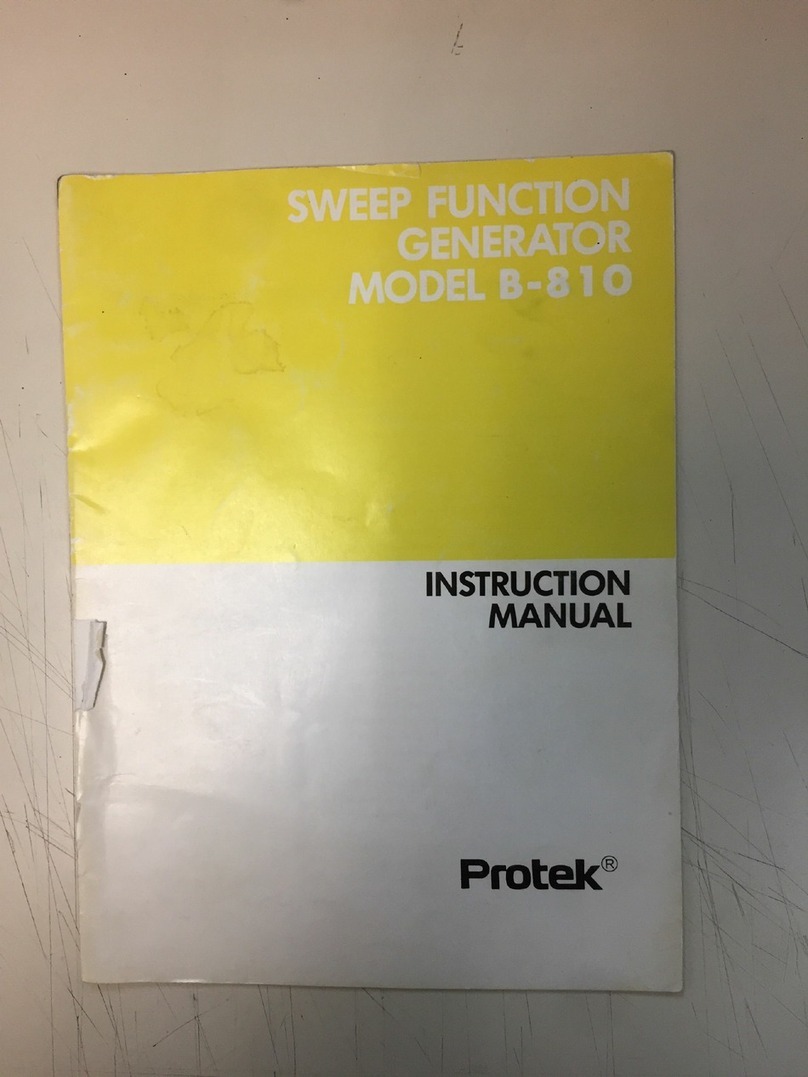 SWEEP FUNCTION
GENERATOR
MODEL B-810
INSTRUCTION
MANUAL
Protek®